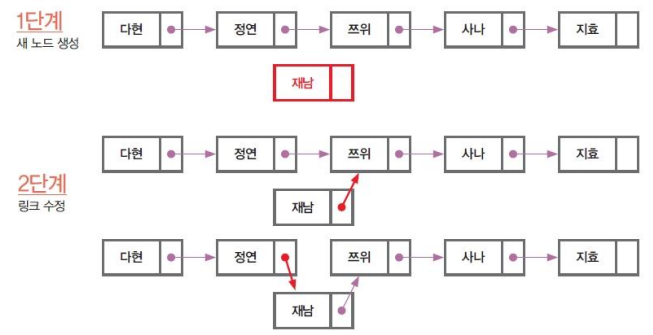 1단계
새 노드 생성
다현 정연 쯔위 사나 지효
재남
2단계
링크 수정
다현 정연 쯔위 사나 지효
재남
다현 정연 쯔위 사나 지효
재남